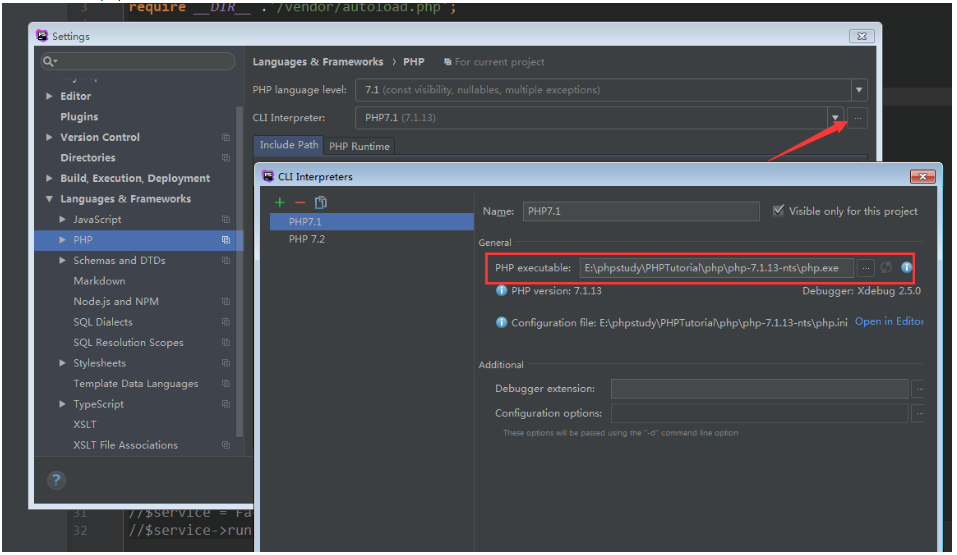 3 require __DIR__ . '/vendor/autoload.php';
Settings
Languages & Frameworks › PHP For current project
PHP language level: 7.1 (const visibility, nullables, multiple exceptions)
CLI Interpreter: PHP7.1 (7.1.13) ...
Include Path PHP Runtime
Editor
Plugins
Version Control
Directories
Build, Execution, Deployment
Languages & Frameworks
JavaScript
PHP
Schemas and DTDs
Markdown
Node.js and NPM
SQL Dialects
SQL Resolution Scopes
Stylesheets
Template Data Languages
TypeScript
XSLT
XSLT File Associations
?
CLI Interpreters
PHP7.1
PHP 7.2
Name: PHP7.1 Visible only for this project
General
PHP executable: E:\phpstudy\PHPTutorial\php\php-7.1.13-nts\php.exe ...
PHP version: 7.1.13 Debugger: Xdebug 2.5.0
Configuration file: E:\phpstudy\PHPTutorial\php\php-7.1.13-nts\php.ini Open in Editor
Additional
Debugger extension: ...
Configuration options: ...
These options will be passed using the "-d" command line option
31 //$service = Fa
32 //$service->run